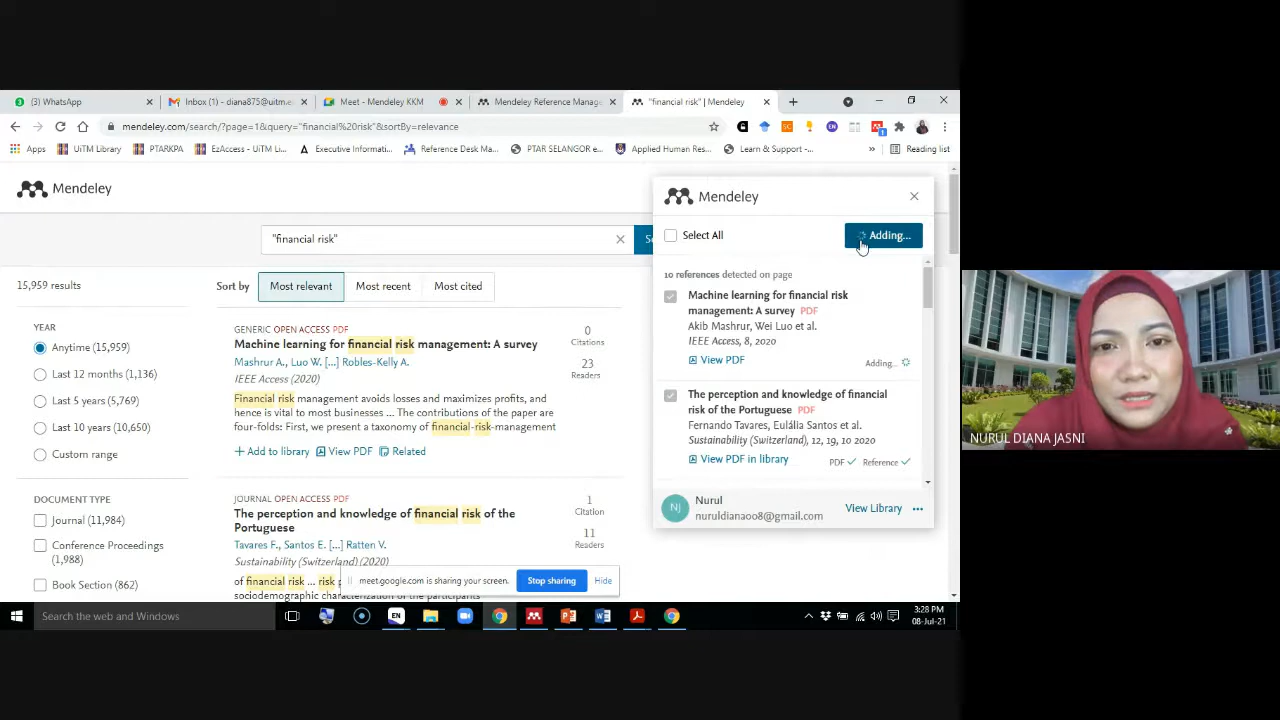 (3) WhatsApp
Inbox (1) - diana875@uitm.e
Meet - Mendeley KKM
Mendeley Reference Manag
"financial risk" | Mendeley
mendeley.com/search/?page=1&query="financial%20risk"&sortBy=relevance
Apps
UiTM Library
PTARKPA
EzAccess - UiTM Li...
Executive Informati...
Reference Desk Ma...
PTAR SELANGOR e...
Applied Human Res...
Learn & Support -...
»
Reading list
Mendeley
"financial risk"
15,959 results
Sort by
Most relevant
Most recent
Most cited
YEAR
Anytime (15,959)
Last 12 months (1,136)
Last 5 years (5,769)
Last 10 years (10,650)
Custom range
DOCUMENT TYPE
Journal (11,984)
Conference Proceedings
(1,988)
Book Section (862)
GENERIC OPEN ACCESS PDF
Machine learning for financial risk management: A survey
Mashrur A., Luo W. [...] Robles-Kelly A.
IEEE Access (2020)
Financial risk management avoids losses and maximizes profits, and
hence is vital to most businesses ... The contributions of the paper are
four-folds: First, we present a taxonomy of financial-risk-management
+ Add to library
View PDF
Related
0
Citations
23
Readers
JOURNAL OPEN ACCESS PDF
The perception and knowledge of financial risk of the
Portuguese
Tavares F., Santos E. [...] Ratten V.
Sustainability (Switzerland) (2020)
of financial risk ... risk
sociodemographic characterization of the participants
1
Citation
11
Readers
meet.google.com is sharing your screen.
Stop sharing
Hide
Mendeley
Select All
Adding...
10 references detected on page
Machine learning for financial risk
management: A survey PDF
Akib Mashrur, Wei Luo et al.
IEEE Access, 8, 2020
View PDF
Adding...
The perception and knowledge of financial
risk of the Portuguese PDF
Fernando Tavares, Eulália Santos et al.
Sustainability (Switzerland), 12, 19, 10 2020
View PDF in library
PDF
Reference
NJ
Nurul
nuruldiana008@gmail.com
View Library
Search the web and Windows
3:28 PM
08-Jul-21
NURUL DIANA JASNI